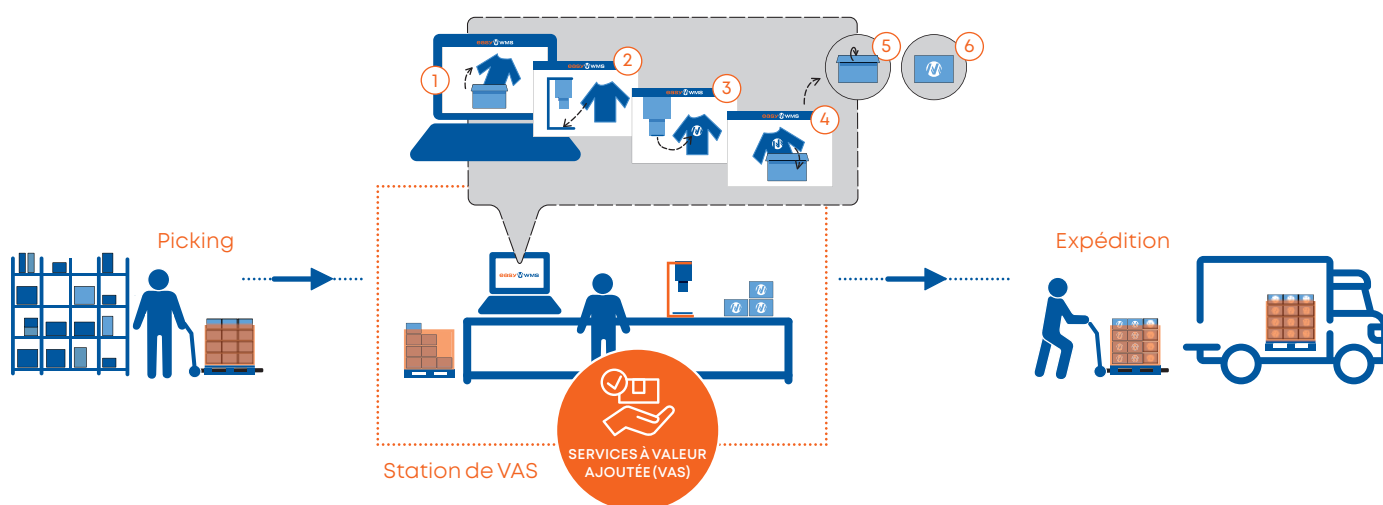 easy WMS
1
easy WMS
2
easy WMS
3
easy WMS
4
5
6
Picking
easy WMS
Expédition
SERVICES À VALEUR
AJOUTÉE (VAS)
Station de VAS